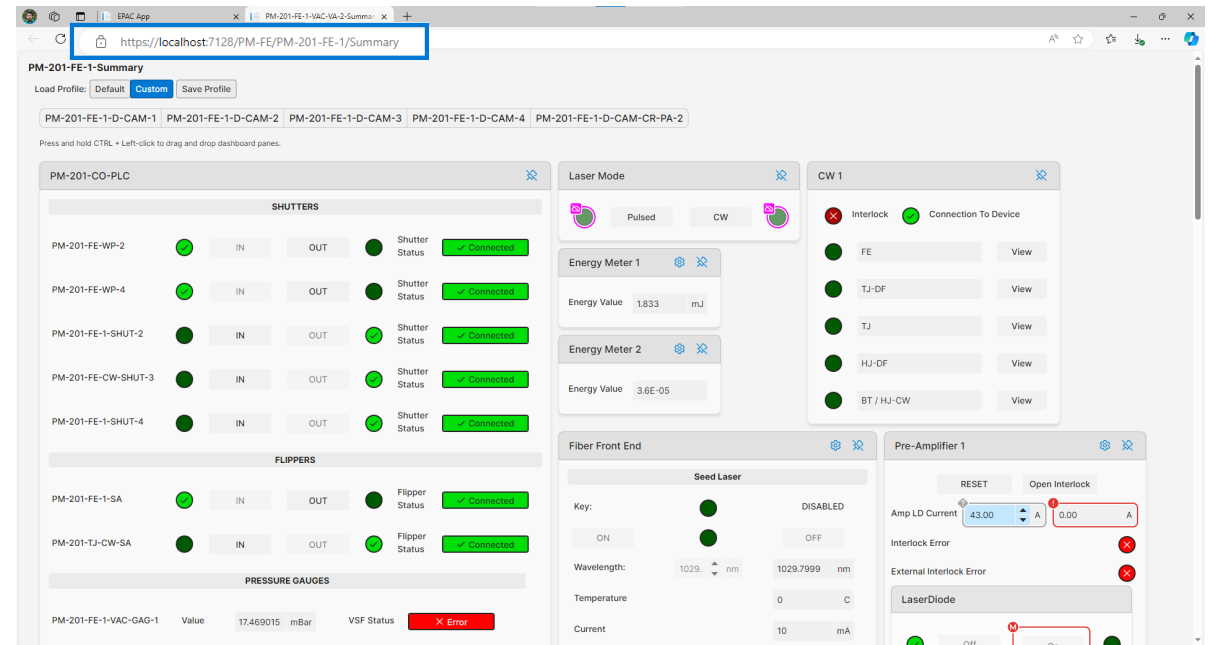 EPAC App
PM-201-FE-1-VAC-VA-2-Summar
https://localhost:7128/PM-FE/PM-201-FE-1/Summary
PM-201-FE-1-Summary
Load Profile: Default Custom Save Profile
PM-201-FE-1-D-CAM-1 PM-201-FE-1-D-CAM-2 PM-201-FE-1-D-CAM-3 PM-201-FE-1-D-CAM-4 PM-201-FE-1-D-CAM-CR-PA-2
Press and hold CTRL + Left-click to drag and drop dashboard panes.
PM-201-CO-PLC
SHUTTERS
PM-201-FE-WP-2 IN OUT Shutter Status Connected
PM-201-FE-WP-4 IN OUT Shutter Status Connected
PM-201-FE-1-SHUT-2 IN OUT Shutter Status Connected
PM-201-FE-CW-SHUT-3 IN OUT Shutter Status Connected
PM-201-FE-1-SHUT-4 IN OUT Shutter Status Connected
FLIPPERS
PM-201-FE-1-SA IN OUT Flipper Status Connected
PM-201-TJ-CW-SA IN OUT Flipper Status Connected
PRESSURE GAUGES
PM-201-FE-1-VAC-GAG-1 Value 17.469015 mBar VSF Status Error
Laser Mode
Pulsed CW
Energy Meter 1
Energy Value 1.833 mJ
Energy Meter 2
Energy Value 3.6E-05
CW 1
Interlock Connection To Device
FE View
TJ-DF View
TJ View
HJ-DF View
BT / HJ-CW View
Fiber Front End
Seed Laser
Key: DISABLED
ON OFF
Wavelength: 1029. nm 1029.7999 nm
Temperature 0 C
Current 10 mA
Pre-Amplifier 1
RESET Open Interlock
Amp LD Current 43.00 A 0.00 A
Interlock Error
External Interlock Error
LaserDiode
M
Off On